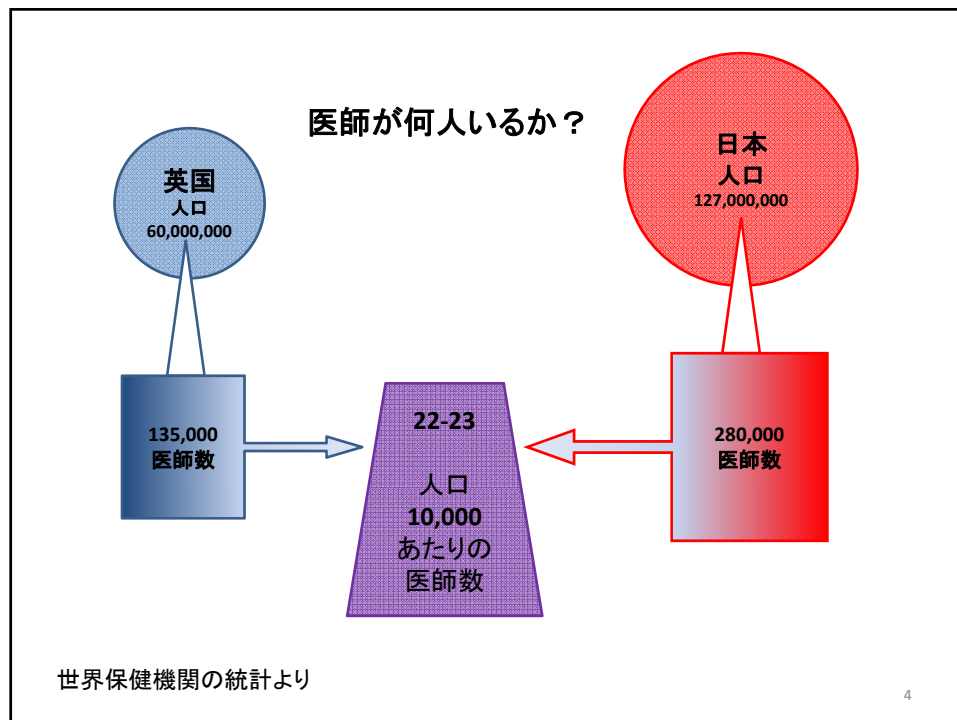 医師が何人いるか？
英国
人口
60,000,000
日本
人口
127,000,000
135,000
医師数
22-23
人口
10,000
あたりの
医師数
280,000
医師数
世界保健機関の統計より
4